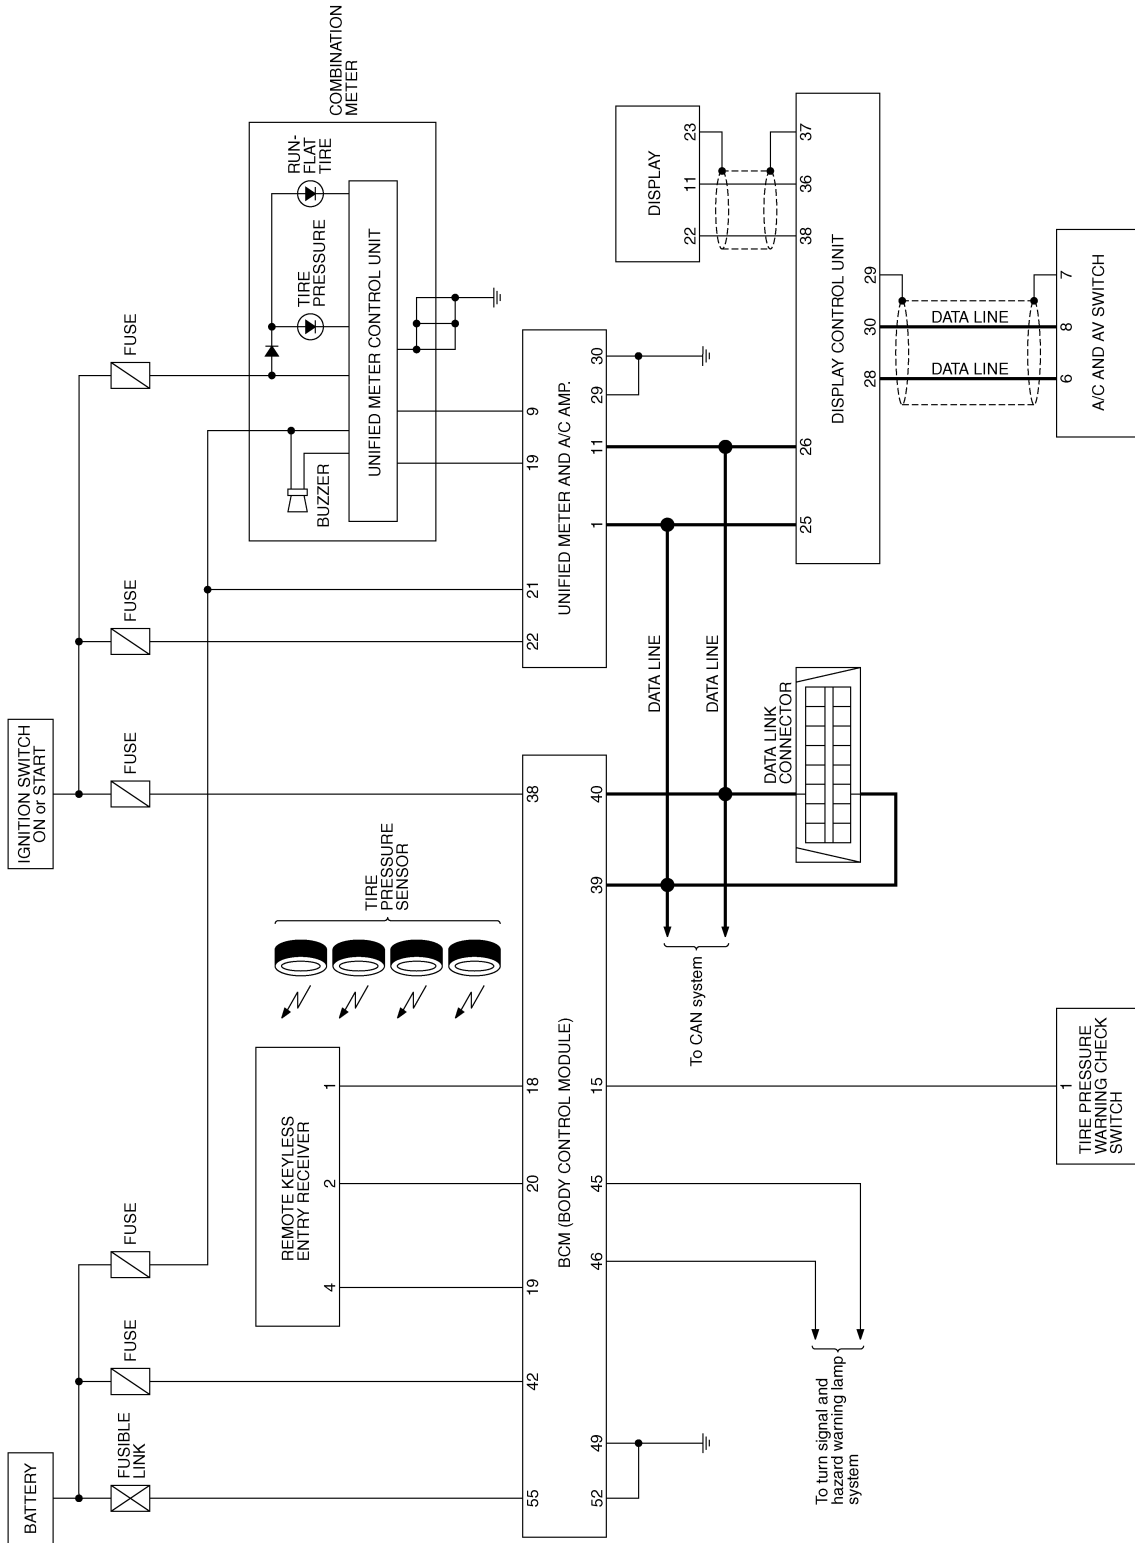 BATTERY
FUSIBLE
LINK
FUSE
FUSE
IGNITION SWITCH
ON or START
FUSE
FUSE
FUSE
COMBINATION
METER
RUN-
FLAT
TIRE
TIRE
PRESSURE
BUZZER
UNIFIED METER CONTROL UNIT
REMOTE KEYLESS
ENTRY RECEIVER
4
2
1
TIRE
PRESSURE
SENSOR
55
42
19
20
18
38
BCM (BODY CONTROL MODULE)
52
49
46
45
15
39
40
22
21
19
9
UNIFIED METER AND A/C AMP.
1
11
29
30
DISPLAY
22
11
23
DATA LINE
DATA LINE
To CAN system
DATA LINK
CONNECTOR
25
26
38
36
37
DISPLAY CONTROL UNIT
28
30
29
DATA LINE
DATA LINE
To turn signal and
hazard warning lamp
system
1
TIRE PRESSURE
WARNING CHECK
SWITCH
6
8
7
A/C AND AV SWITCH